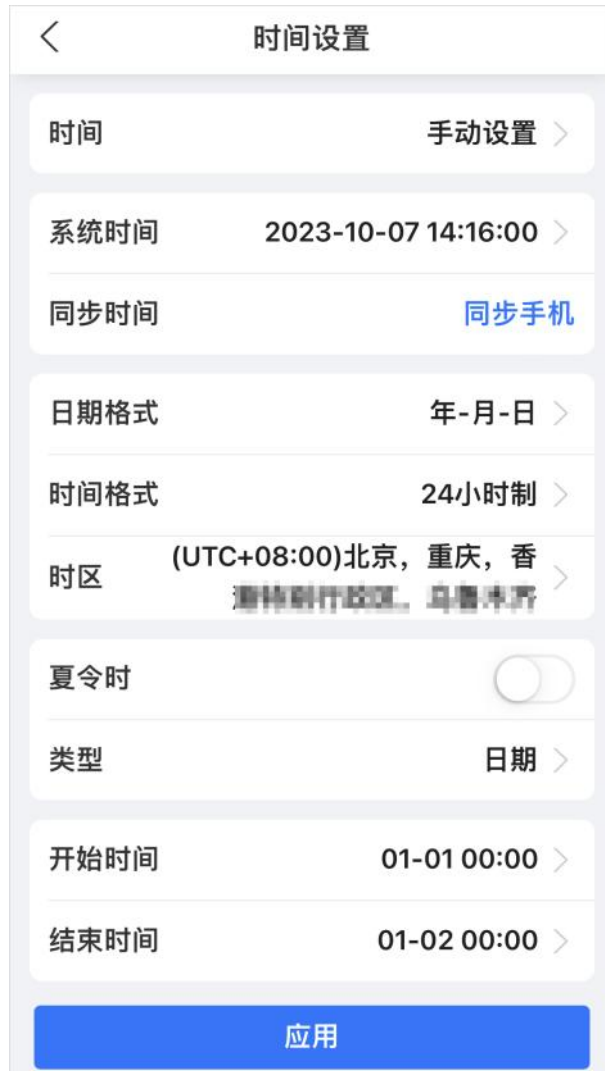 时间设置
时间 手动设置
系统时间 2023-10-07 14:16:00
同步时间 同步手机
日期格式 年-月-日
时间格式 24小时制
时区 (UTC+08:00)北京，重庆，香
夏令时
类型 日期
开始时间 01-01 00:00
结束时间 01-02 00:00
应用